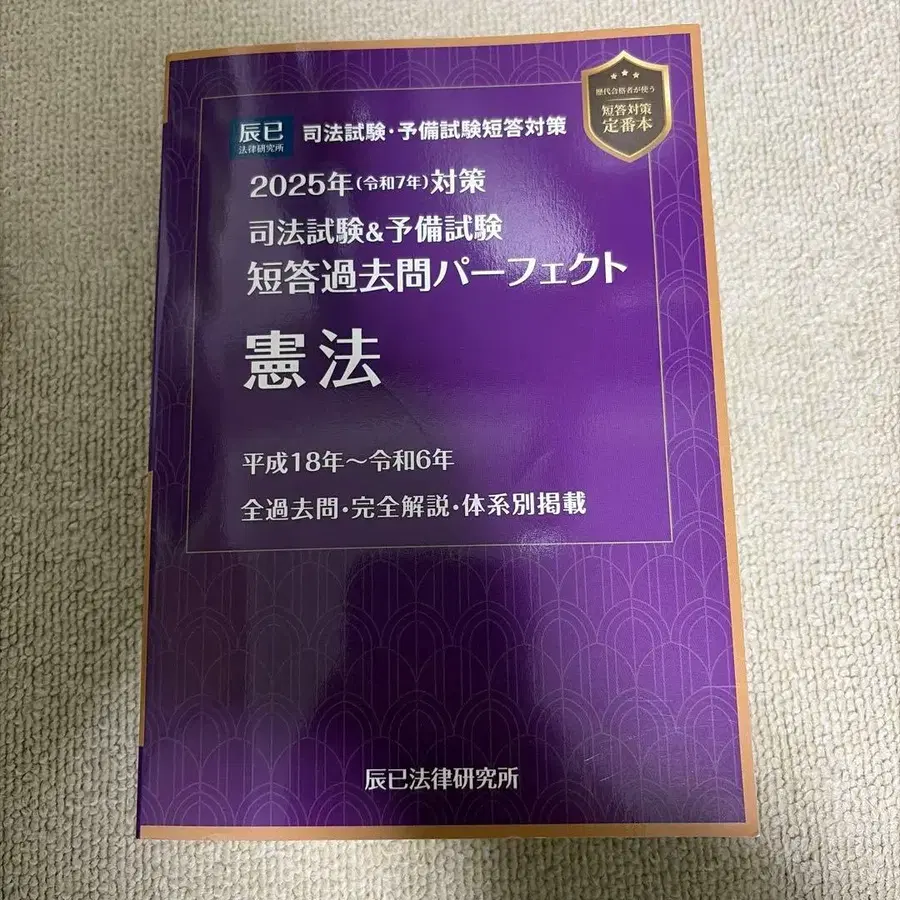 歴代合格者が使う
短答対策
定番本
辰已
法律研究所
司法試験・予備試験短答対策
2025年(令和7年)対策
司法試験&予備試験
短答過去問パーフェクト
憲法
平成18年～令和6年
全過去問・完全解説・体系別掲載
辰已法律研究所